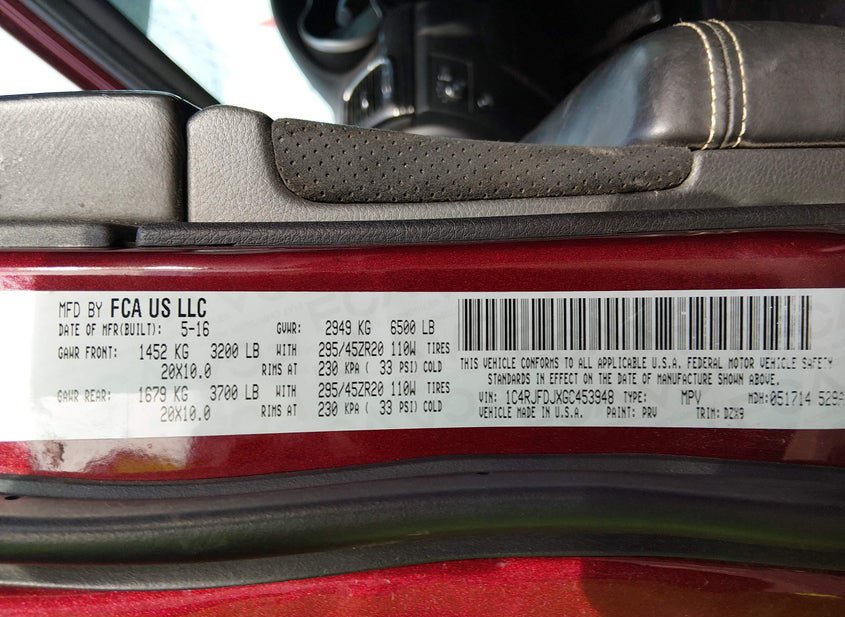 MFD BY FCA US LLC
DATE OF MFR(BUILT): 5-16 GVWR: 2949 KG 6500 LB
GAWR FRONT: 1452 KG 3200 LB WITH 295/45ZR20 110W TIRES
20X10.0 RIMS AT 230 KPA ( 33 PSI) COLD
GAWR REAR: 1679 KG 3700 LB WITH 295/45ZR20 110W TIRES
20X10.0 RIMS AT 230 KPA ( 33 PSI) COLD
THIS VEHICLE CONFORMS TO ALL APPLICABLE U.S.A. FEDERAL MOTOR VEHICLE SAFETY
STANDARDS IN EFFECT ON THE DATE OF MANUFACTURE SHOWN ABOVE.
VIN: 1C4RJFDJXGC453948 TYPE: MPV MDH: 051714
VEHICLE MADE IN U.S.A. PAINT: PRV TRIM: DZX9